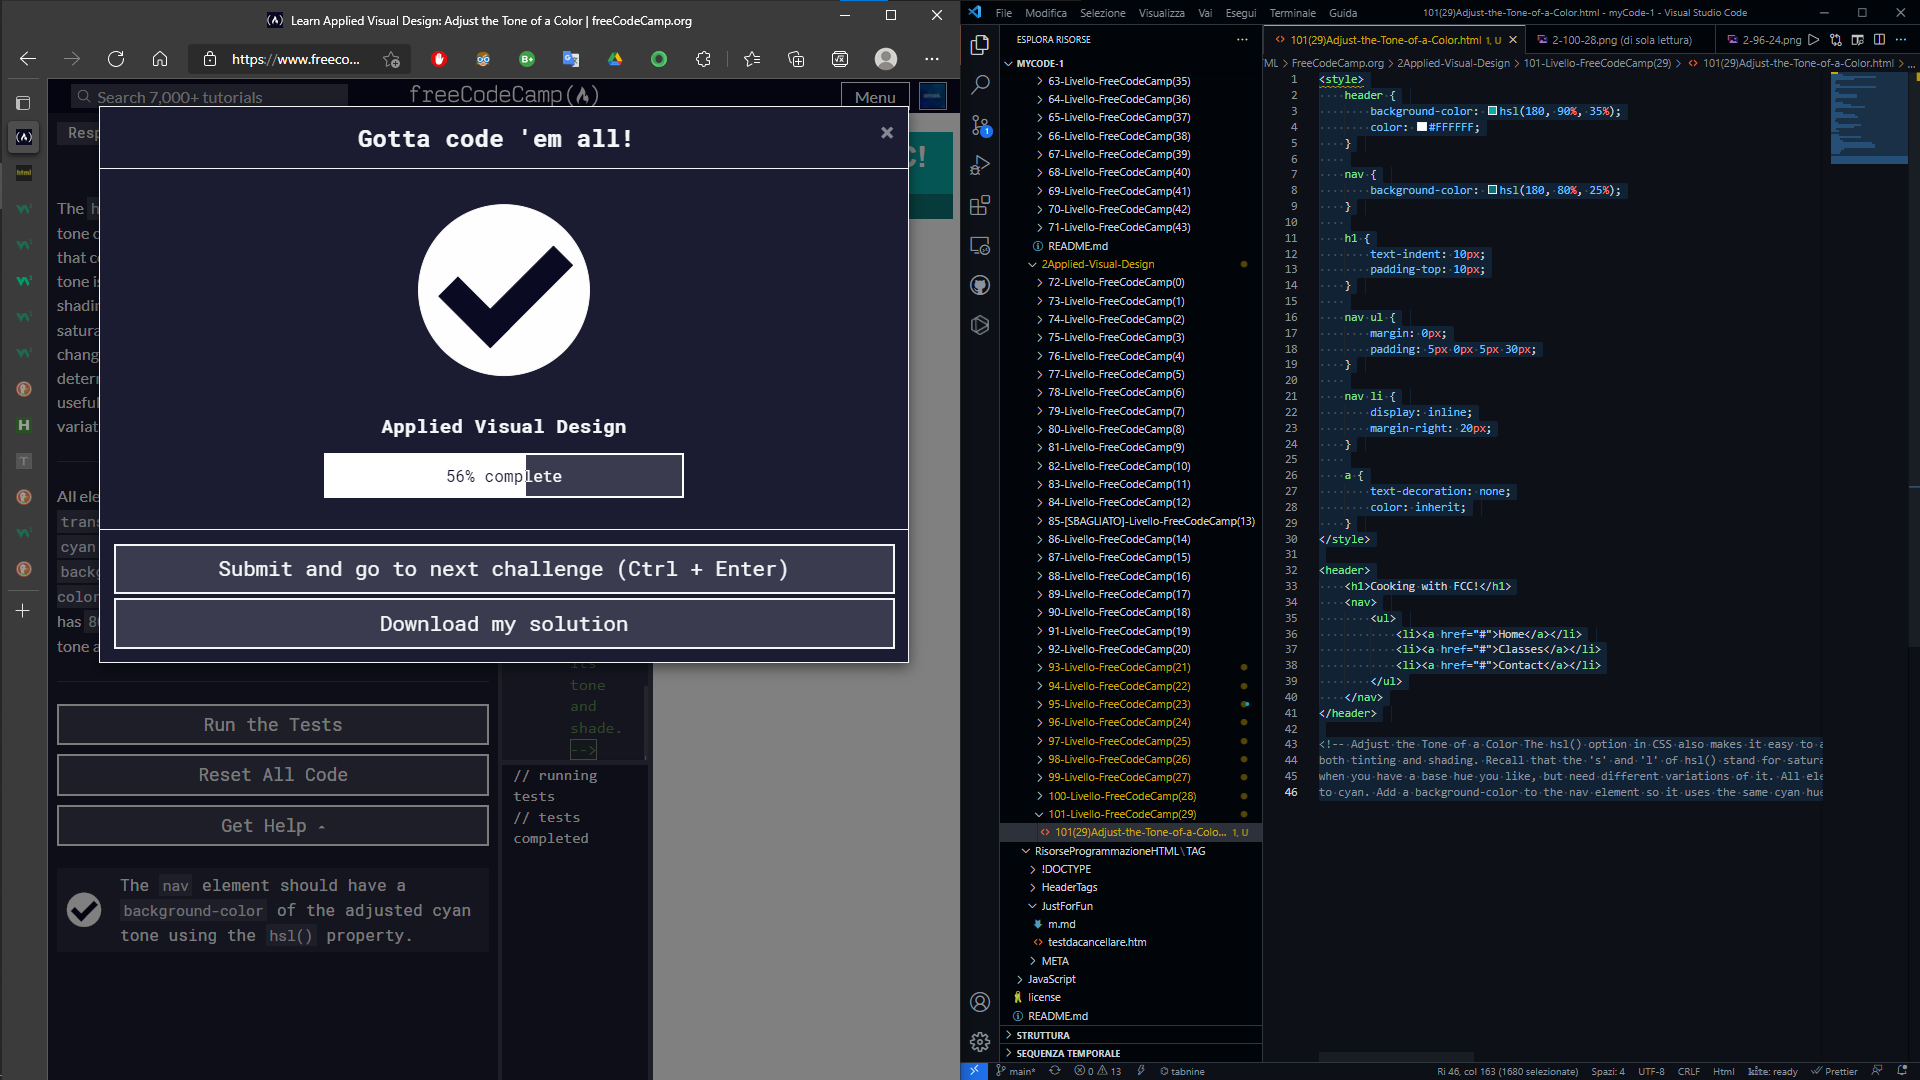 Learn Applied Visual Design: Adjust the Tone of a Color | freeCodeCamp.org
https://www.freeco...
Search 7,000+ tutorials
freeCodeCamp(🔥)
Menu
Gotta code 'em all!
Applied Visual Design
56% complete
Submit and go to next challenge (Ctrl + Enter)
Download my solution
Resp
The h
tone
that c
tone is
shadin
satura
chang
deterr
useful
variat
All ele
trans
cyan
backg
color
has 80
tone a
its
tone
and
shade.
-->
Run the Tests
Reset All Code
Get Help
// running
tests
// tests
completed
The nav element should have a
background-color of the adjusted cyan
tone using the hsl() property.
File Modifica Selezione Visualizza Vai Esegui Terminale Guida
101(29)Adjust-the-Tone-of-a-Color.html - myCode-1 - Visual Studio Code
ESPLORA RISORSE
MYCODE-1
63-Livello-FreeCodeCamp(35)
64-Livello-FreeCodeCamp(36)
65-Livello-FreeCodeCamp(37)
66-Livello-FreeCodeCamp(38)
67-Livello-FreeCodeCamp(39)
68-Livello-FreeCodeCamp(40)
69-Livello-FreeCodeCamp(41)
70-Livello-FreeCodeCamp(42)
71-Livello-FreeCodeCamp(43)
README.md
2Applied-Visual-Design
72-Livello-FreeCodeCamp(0)
73-Livello-FreeCodeCamp(1)
74-Livello-FreeCodeCamp(2)
75-Livello-FreeCodeCamp(3)
76-Livello-FreeCodeCamp(4)
77-Livello-FreeCodeCamp(5)
78-Livello-FreeCodeCamp(6)
79-Livello-FreeCodeCamp(7)
80-Livello-FreeCodeCamp(8)
81-Livello-FreeCodeCamp(9)
82-Livello-FreeCodeCamp(10)
83-Livello-FreeCodeCamp(11)
84-Livello-FreeCodeCamp(12)
85-[SBAGLIATO]-Livello-FreeCodeCamp(13)
86-Livello-FreeCodeCamp(14)
87-Livello-FreeCodeCamp(15)
88-Livello-FreeCodeCamp(16)
89-Livello-FreeCodeCamp(17)
90-Livello-FreeCodeCamp(18)
91-Livello-FreeCodeCamp(19)
92-Livello-FreeCodeCamp(20)
93-Livello-FreeCodeCamp(21)
94-Livello-FreeCodeCamp(22)
95-Livello-FreeCodeCamp(23)
96-Livello-FreeCodeCamp(24)
97-Livello-FreeCodeCamp(25)
98-Livello-FreeCodeCamp(26)
99-Livello-FreeCodeCamp(27)
100-Livello-FreeCodeCamp(28)
101-Livello-FreeCodeCamp(29)
101(29)Adjust-the-Tone-of-a-Colo... 1, U
RisorseProgrammazioneHTML\TAG
!DOCTYPE
HeaderTags
JustForFun
m.md
testdacancellare.htm
META
JavaScript
license
README.md
STRUTTURA
SEQUENZA TEMPORALE
101(29)Adjust-the-Tone-of-a-Color.html 1, U
2-100-28.png (di sola lettura)
2-96-24.png
TML > FreeCodeCamp.org > 2Applied-Visual-Design > 101-Livello-FreeCodeCamp(29) > 101(29)Adjust-the-Tone-of-a-Color.html > ...
1 <style>
2 header {
3 background-color: hsl(180, 90%, 35%);
4 color: #FFFFFF;
5 }
6
7 nav {
8 background-color: hsl(180, 80%, 25%);
9 }
10
11 h1 {
12 text-indent: 10px;
13 padding-top: 10px;
14 }
15
16 nav ul {
17 margin: 0px;
18 padding: 5px 0px 5px 30px;
19 }
20
21 nav li {
22 display: inline;
23 margin-right: 20px;
24 }
25
26 a {
27 text-decoration: none;
28 color: inherit;
29 }
30 </style>
31
32 <header>
33 <h1>Cooking with FCC!</h1>
34 <nav>
35 <ul>
36 <li><a href="#">Home</a></li>
37 <li><a href="#">Classes</a></li>
38 <li><a href="#">Contact</a></li>
39 </ul>
40 </nav>
41 </header>
42
43 <!-- Adjust the Tone of a Color The hsl() option in CSS also makes it easy to a
44 both tinting and shading. Recall that the 's' and 'l' of hsl() stand for satura
45 when you have a base hue you like, but need different variations of it. All ele
46 to cyan. Add a background-color to the nav element so it uses the same cyan hue
main* 0 13 tabnine
Ri 46, col 163 (1680 selezionate) Spazi: 4 UTF-8 CRLF Html kite: ready Prettier